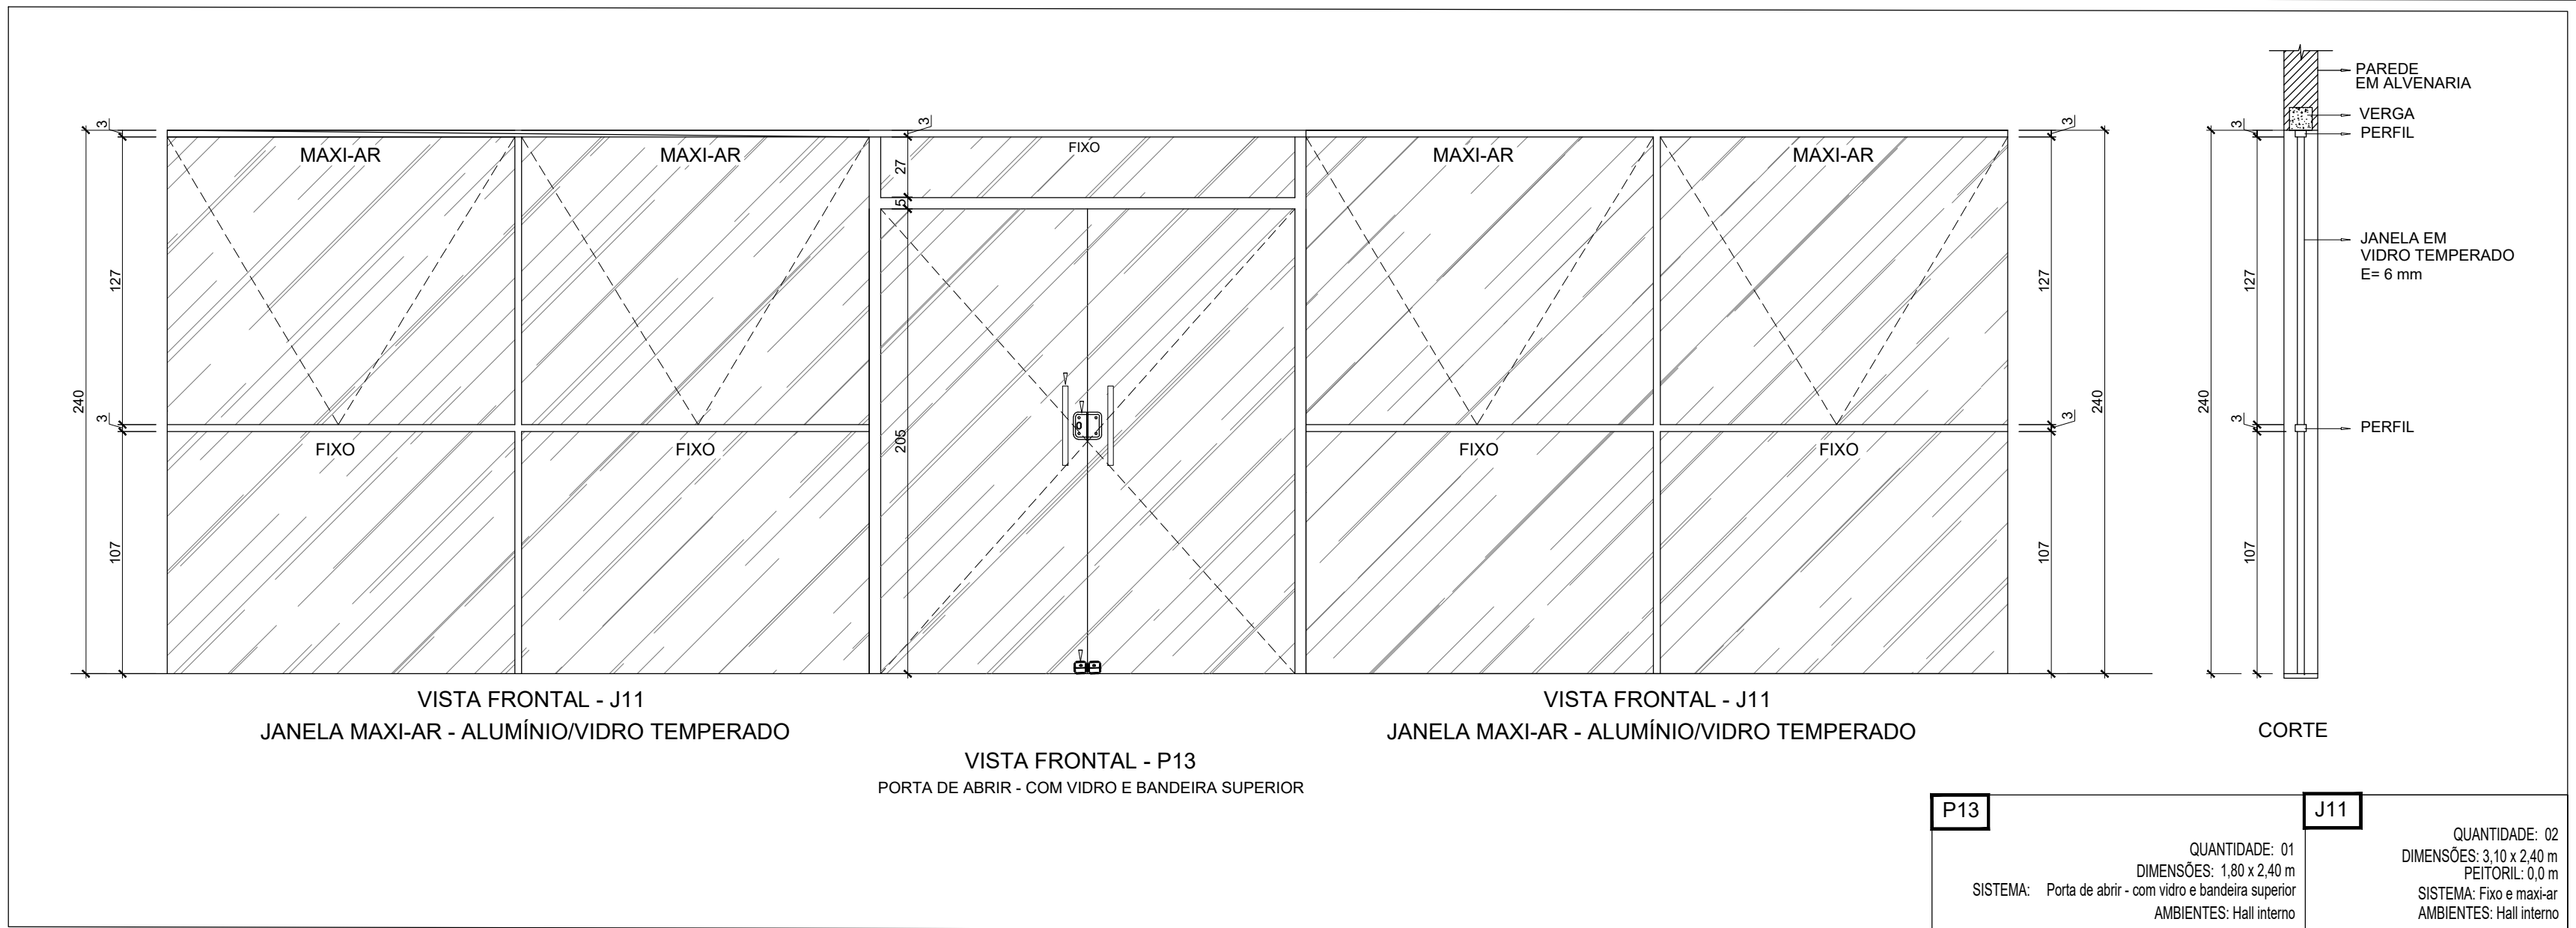 3
127
240
3
107
MAXI-AR
MAXI-AR
FIXO
FIXO
3
FIXO
27
5
205
MAXI-AR
MAXI-AR
FIXO
FIXO
3
127
3
240
107
3
127
240
3
107
PAREDE
EM ALVENARIA
VERGA
PERFIL
JANELA EM
VIDRO TEMPERADO
E= 6 mm
PERFIL
VISTA FRONTAL - J11
JANELA MAXI-AR - ALUMÍNIO/VIDRO TEMPERADO
VISTA FRONTAL - P13
PORTA DE ABRIR - COM VIDRO E BANDEIRA SUPERIOR
VISTA FRONTAL - J11
JANELA MAXI-AR - ALUMÍNIO/VIDRO TEMPERADO
CORTE
P13
QUANTIDADE: 01
DIMENSÕES: 1,80 x 2,40 m
SISTEMA: Porta de abrir - com vidro e bandeira superior
AMBIENTES: Hall interno
J11
QUANTIDADE: 02
DIMENSÕES: 3,10 x 2,40 m
PEITORIL: 0,0 m
SISTEMA: Fixo e maxi-ar
AMBIENTES: Hall interno